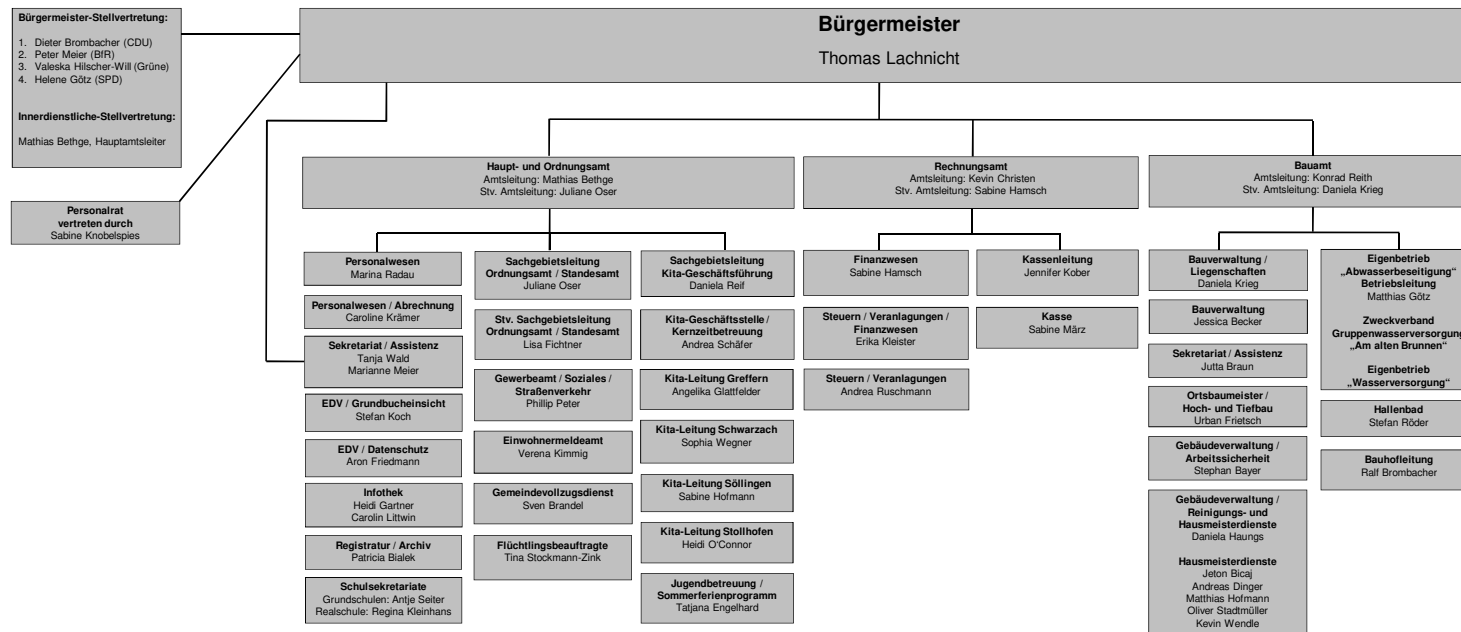 Bürgermeister-Stellvertretung:
1. Dieter Brombacher (CDU)
2. Peter Meier (BfR)
3. Valeska Hilscher-Will (Grüne)
4. Helene Götz (SPD)
Innerdienstliche-Stellvertretung:
Mathias Bethge, Hauptamtsleiter
Bürgermeister
Thomas Lachnicht
Personalrat
vertreten durch
Sabine Knobelspies
Haupt- und Ordnungsamt
Amtsleitung: Mathias Bethge
Stv. Amtsleitung: Juliane Oser
Rechnungsamt
Amtsleitung: Kevin Christen
Stv. Amtsleitung: Sabine Hamsch
Bauamt
Amtsleitung: Konrad Reith
Stv. Amtsleitung: Daniela Krieg
Personalwesen
Marina Radau
Personalwesen / Abrechnung
Caroline Krämer
Sekretariat / Assistenz
Tanja Wald
Marianne Meier
EDV / Grundbucheinsicht
Stefan Koch
EDV / Datenschutz
Aron Friedmann
Infothek
Heidi Gartner
Carolin Littwin
Registratur / Archiv
Patricia Bialek
Schulsekretariate
Grundschulen: Antje Seiter
Realschule: Regina Kleinhans
Sachgebietsleitung
Ordnungsamt / Standesamt
Juliane Oser
Stv. Sachgebietsleitung
Ordnungsamt / Standesamt
Lisa Fichtner
Gewerbeamt / Soziales /
Straßenverkehr
Phillip Peter
Einwohnermeldeamt
Verena Kimmig
Gemeindevollzugsdienst
Sven Brandel
Flüchtlingsbeauftragte
Tina Stockmann-Zink
Sachgebietsleitung
Kita-Geschäftsführung
Daniela Reif
Kita-Geschäftsstelle /
Kernzeitbetreuung
Andrea Schäfer
Kita-Leitung Greffern
Angelika Glattfelder
Kita-Leitung Schwarzach
Sophia Wegner
Kita-Leitung Söllingen
Sabine Hofmann
Kita-Leitung Stollhofen
Heidi O'Connor
Jugendbetreuung /
Sommerferienprogramm
Tatjana Engelhard
Finanzwesen
Sabine Hamsch
Steuern / Veranlagungen /
Finanzwesen
Erika Kleister
Steuern / Veranlagungen
Andrea Ruschmann
Kassenleitung
Jennifer Kober
Kasse
Sabine März
Bauverwaltung /
Liegenschaften
Daniela Krieg
Bauverwaltung
Jessica Becker
Sekretariat / Assistenz
Jutta Braun
Ortsbaumeister /
Hoch- und Tiefbau
Urban Frietsch
Gebäudeverwaltung /
Arbeitssicherheit
Stephan Bayer
Gebäudeverwaltung /
Reinigungs- und
Hausmeisterdienste
Daniela Haungs
Hausmeisterdienste
Jeton Bicaj
Andreas Dinger
Matthias Hofmann
Oliver Stadtmüller
Kevin Wendle
Eigenbetrieb
„Abwasserbeseitigung"
Betriebsleitung
Matthias Götz
Zweckverband
Gruppenwasserversorgung
„Am alten Brunnen"
Eigenbetrieb
„Wasserversorgung"
Hallenbad
Stefan Röder
Bauhofleitung
Ralf Brombacher